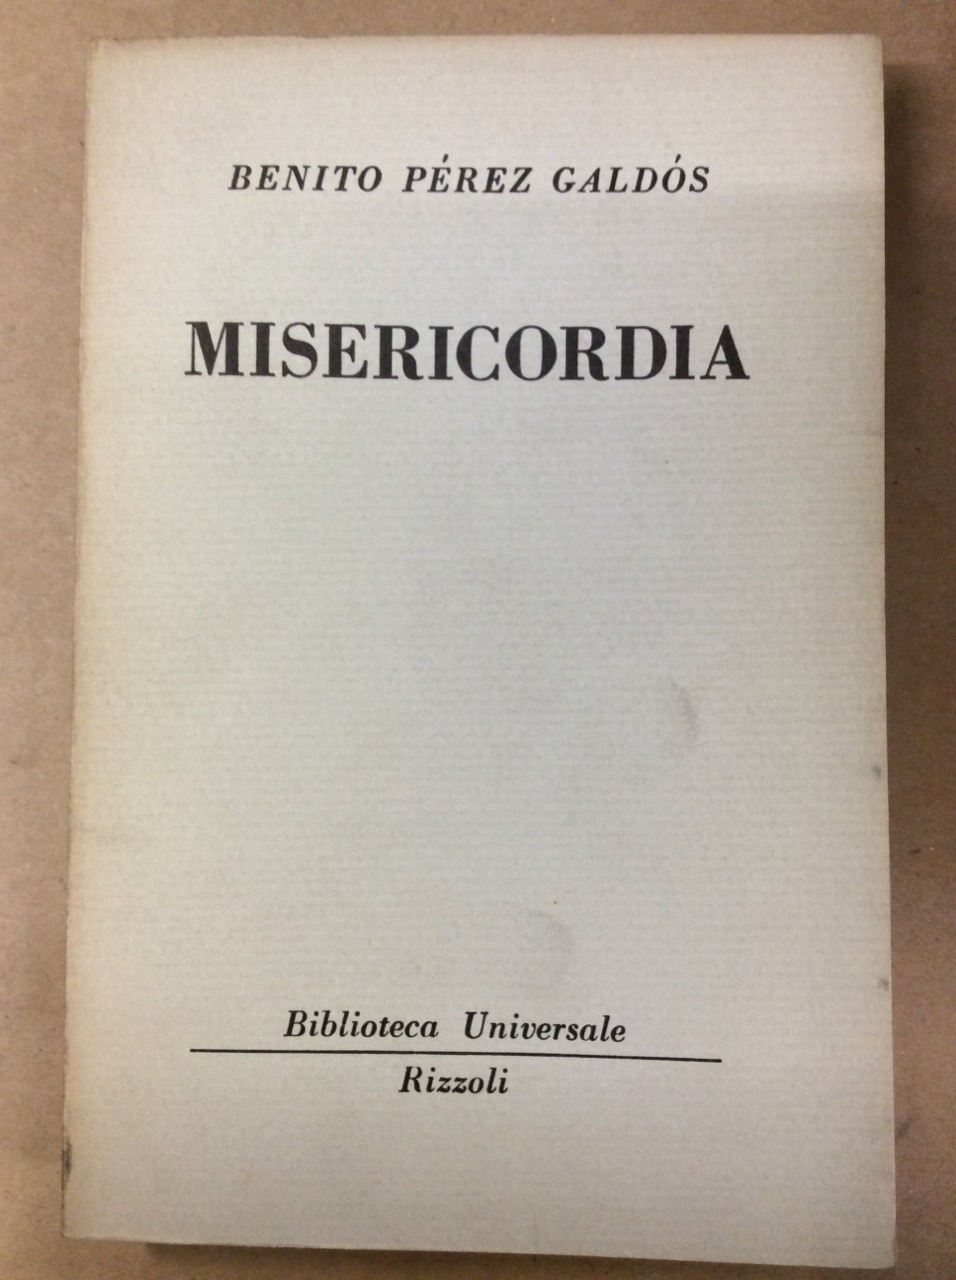 BENITO PÉREZ GALDÓS
MISERICORDIA
Biblioteca Universale
Rizzoli